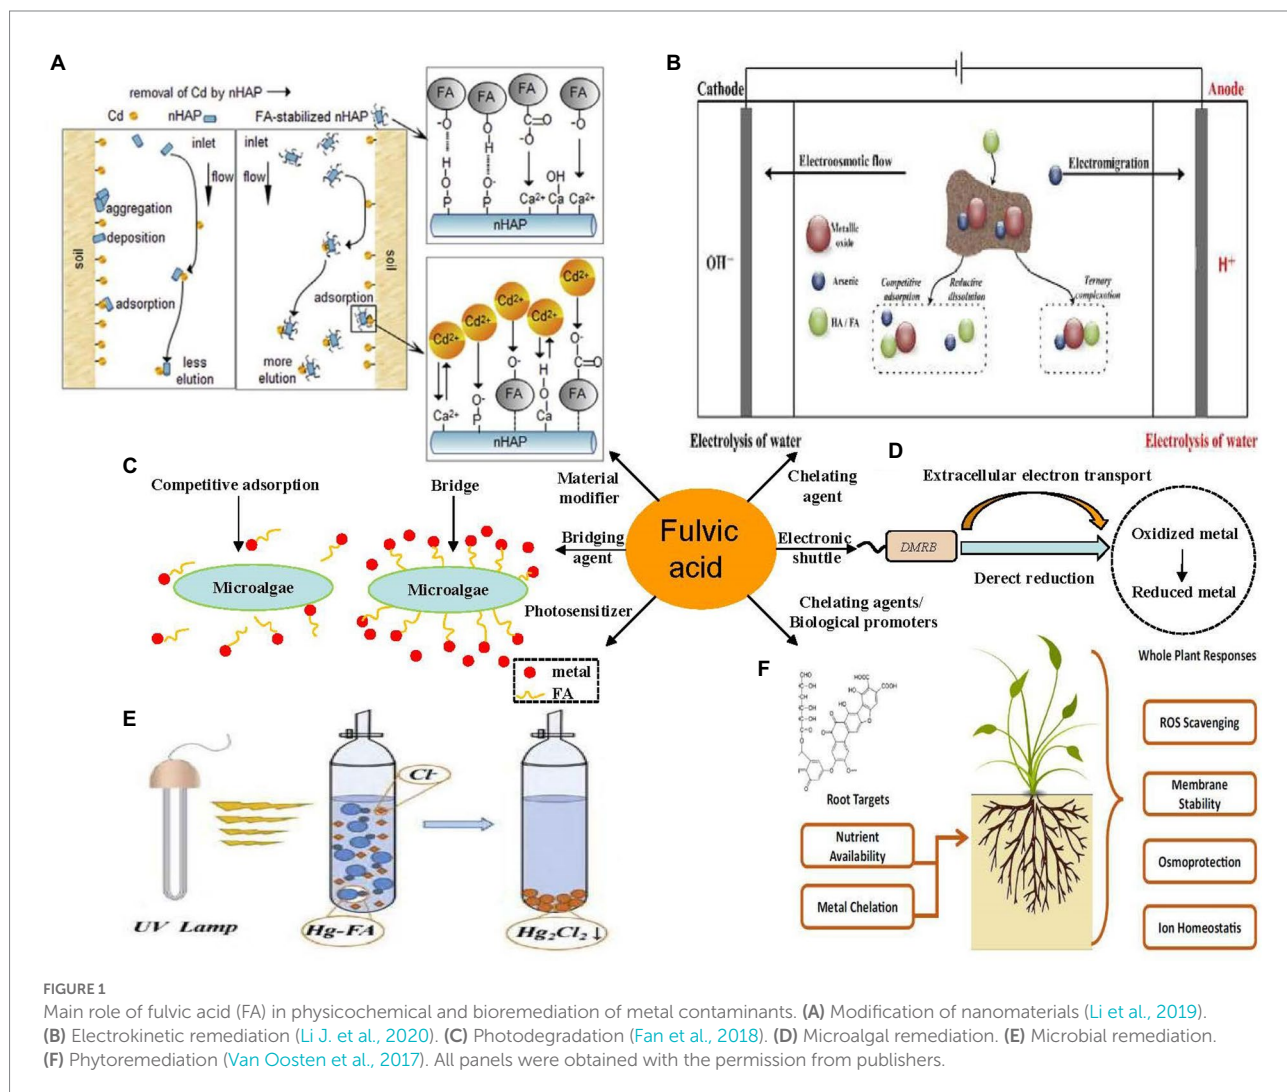 A
removal of Cd by nHAP
Cd
nHAP
FA-stabilized nHAP
inlet
flow
inlet
flow
aggregation
deposition
adsorption
less
elution
more
elution
adsorption
soil
soil
FA
FA
FA
FA
-O
O
H
C=O
-O
-O
H
O
P
O-
P
Ca2+
OH
Ca
Ca2+
nHAP
Cd2+
Cd2+
Cd2+
Cd2+
Cd2+
Ca2+
O-
P
O-
FA
H
O
Ca
O-
C=O
FA
nHAP
B
Cathode
Anode
Electroosmotic flow
Electromigration
OH−
H+
Metallic
oxide
Arsenic
HA / FA
Competitive
adsorption
Reductive
dissolution
Ternary
complexation
Electrolysis of water
Electrolysis of water
Fulvic
acid
Material
modifier
Chelating
agent
Bridging
agent
Electronic
shuttle
Photosensitizer
Chelating agents/
Biological promoters
C
Competitive adsorption
Bridge
Microalgae
Microalgae
metal
FA
D
Extracellular electron transport
DMRB
Derect reduction
Oxidized metal
Reduced metal
E
UV Lamp
Cl-
Hg-FA
Hg2Cl2↓
F
Root Targets
Nutrient
Availability
Metal Chelation
Whole Plant Responses
ROS Scavenging
Membrane
Stability
Osmoprotection
Ion Homeostatis
FIGURE 1
Main role of fulvic acid (FA) in physicochemical and bioremediation of metal contaminants. (A) Modification of nanomaterials (Li et al., 2019).
(B) Electrokinetic remediation (Li J. et al., 2020). (C) Photodegradation (Fan et al., 2018). (D) Microalgal remediation. (E) Microbial remediation.
(F) Phytoremediation (Van Oosten et al., 2017). All panels were obtained with the permission from publishers.